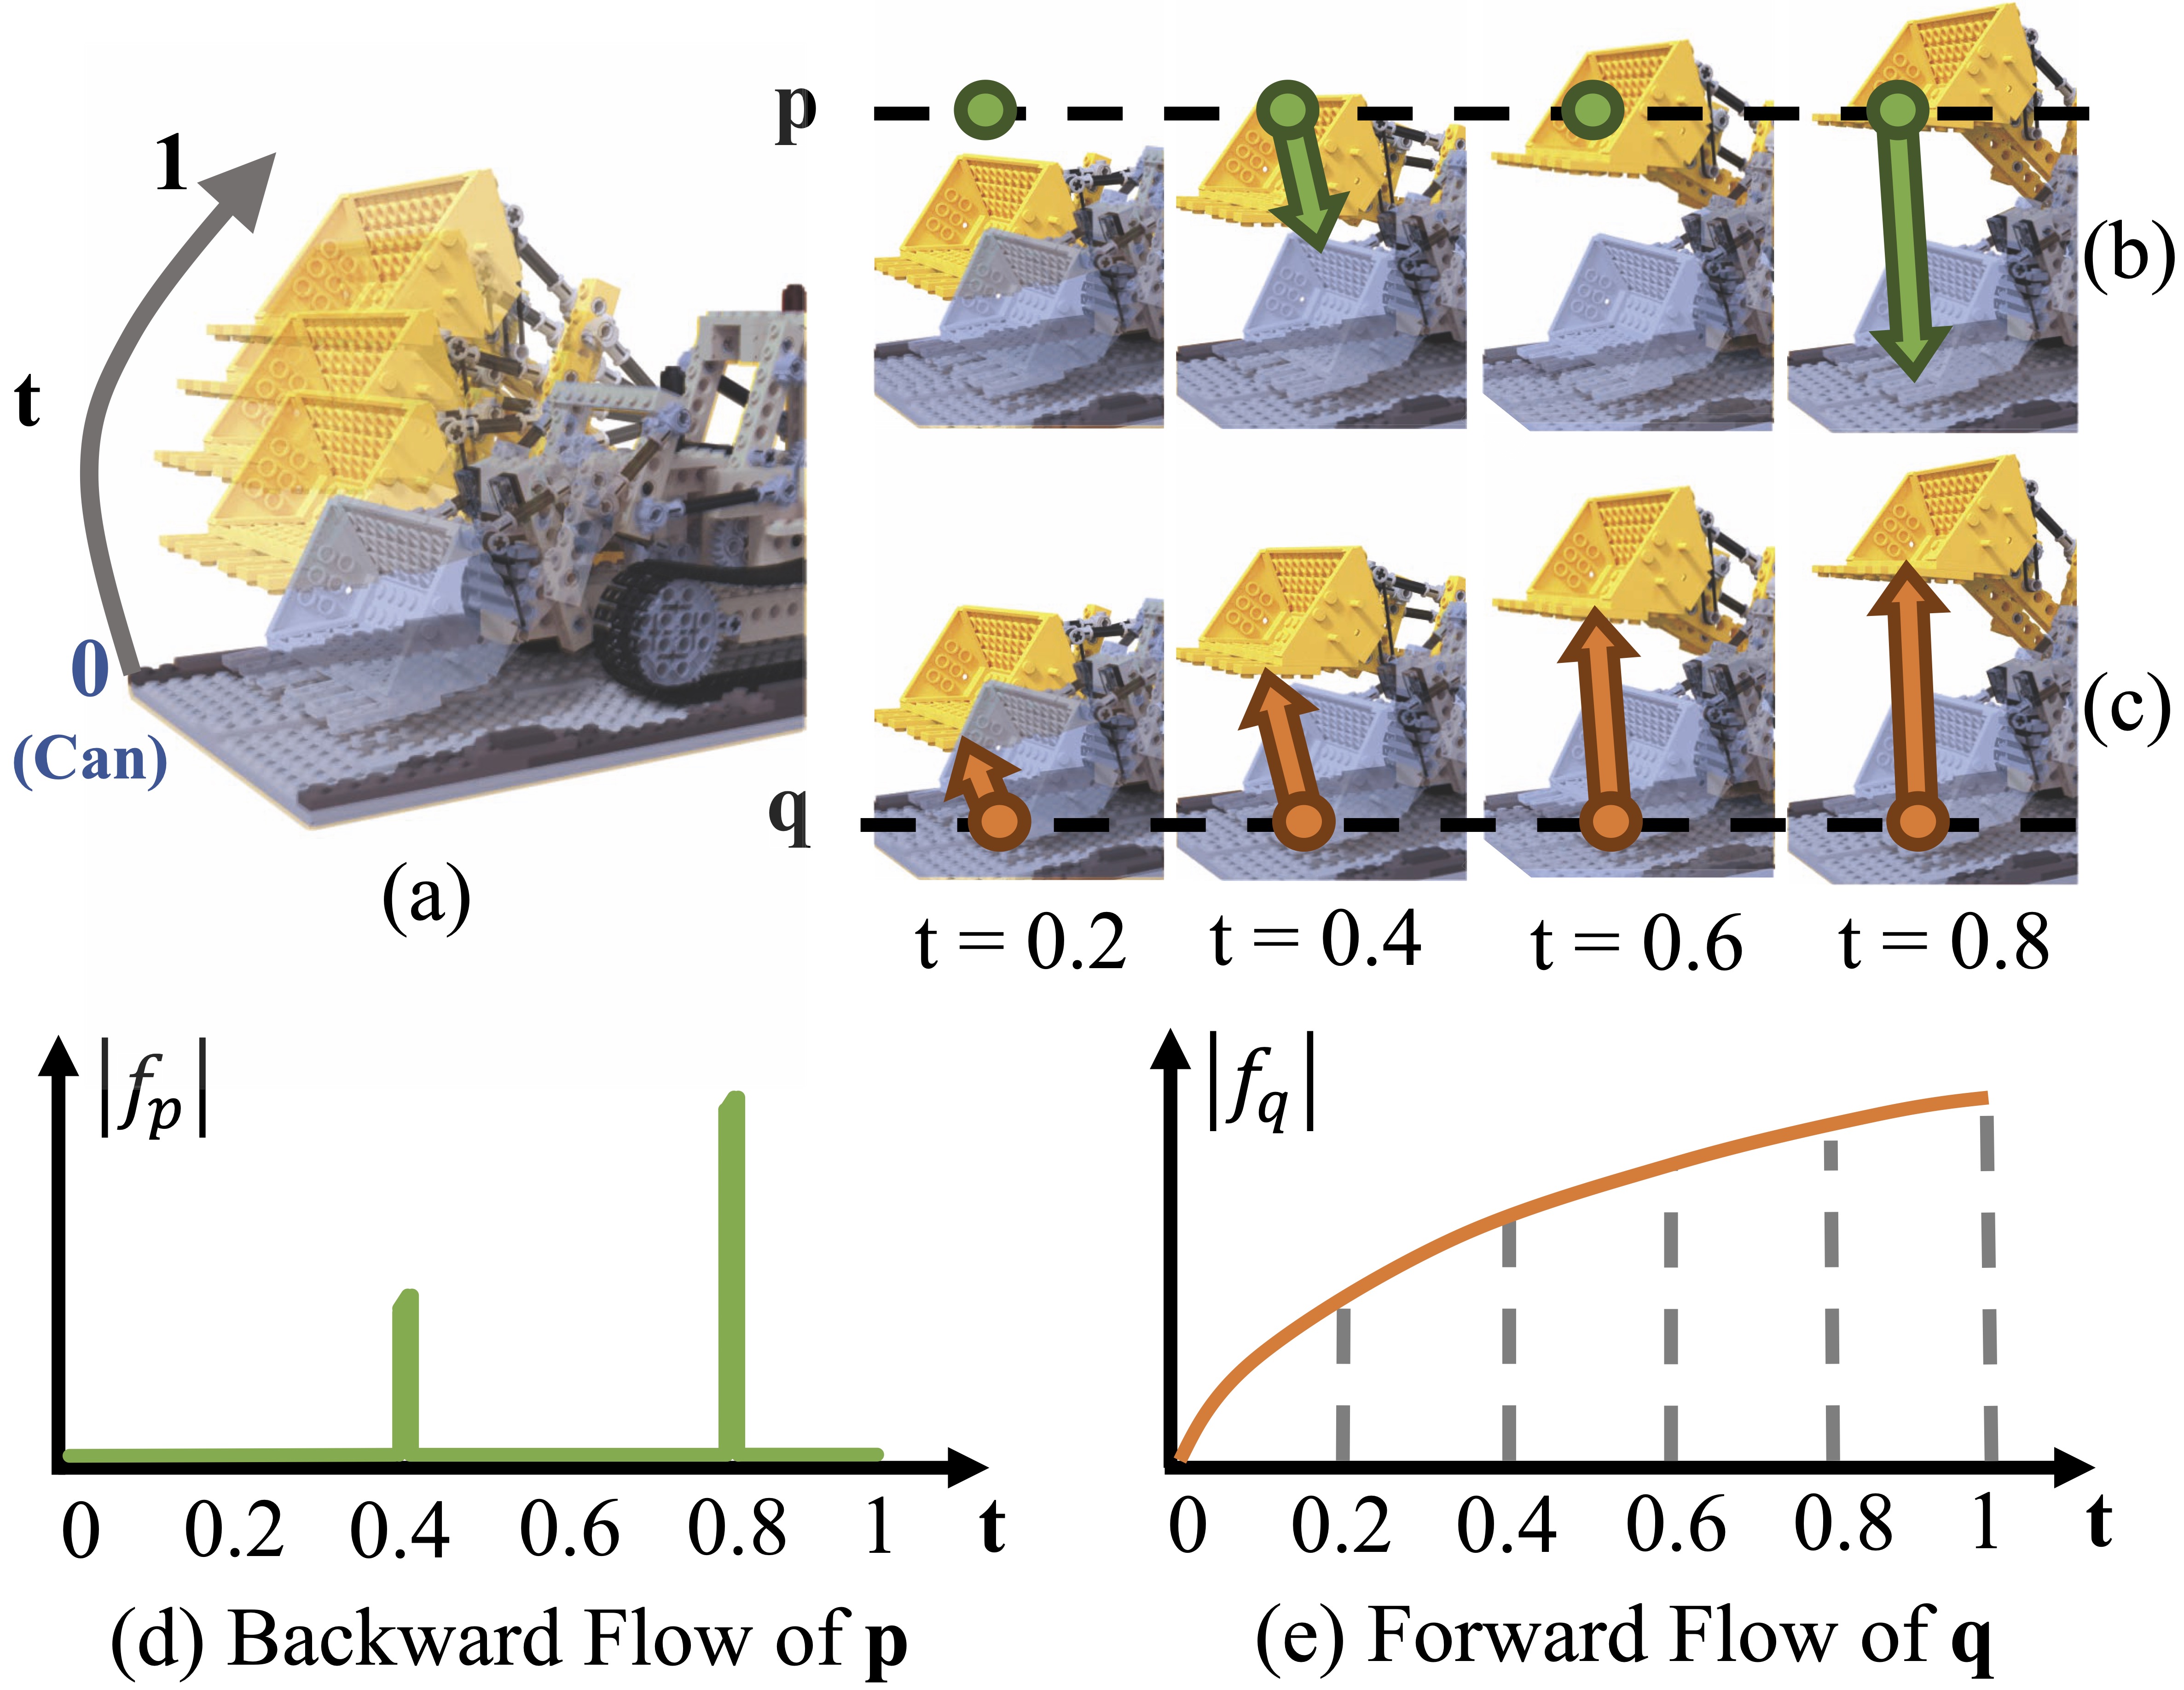 1
t
0
(Can)
(a)
p
(b)
q
(c)
t = 0.2 t = 0.4 t = 0.6 t = 0.8
|fₚ|
0 0.2 0.4 0.6 0.8 1 t
(d) Backward Flow of p
|f_q|
0 0.2 0.4 0.6 0.8 1 t
(e) Forward Flow of q